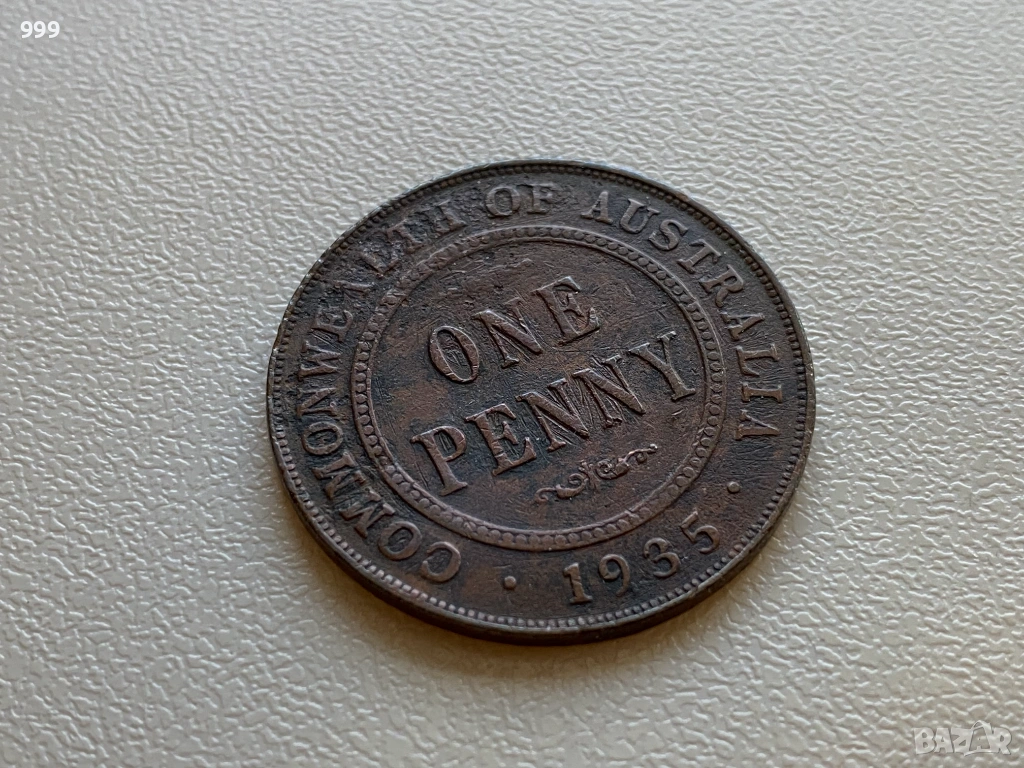 999
COMMONWEALTH OF AUSTRALIA
ONE
PENNY
· 1935 ·
BAZAR